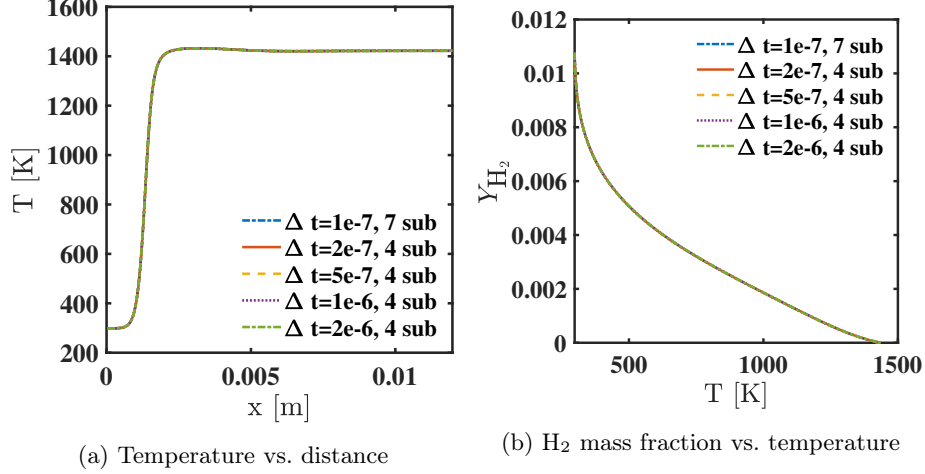 1600
1400
1200
1000
800
600
400
200
T [K]
0
0.005
0.01
x [m]
Δ t=1e-7, 7 sub
Δ t=2e-7, 4 sub
Δ t=5e-7, 4 sub
Δ t=1e-6, 4 sub
Δ t=2e-6, 4 sub
(a) Temperature vs. distance
0.012
0.01
0.008
0.006
0.004
0.002
0
Y_{H_2}
500
1000
1500
T [K]
Δ t=1e-7, 7 sub
Δ t=2e-7, 4 sub
Δ t=5e-7, 4 sub
Δ t=1e-6, 4 sub
Δ t=2e-6, 4 sub
(b) H₂ mass fraction vs. temperature